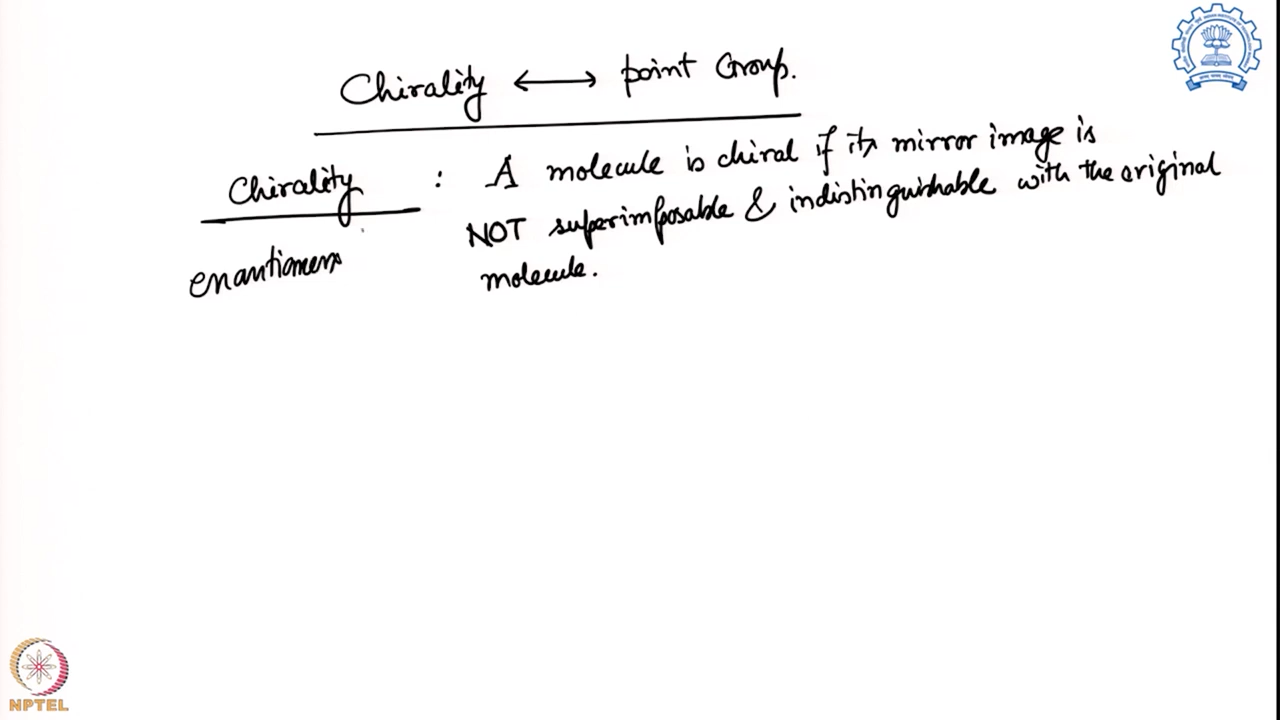 Chirality ⟷ point Group.
Chirality : A molecule is chiral if its mirror image is
NOT superimposable & indistinguishable with the original
enantiomers molecule.
NPTEL